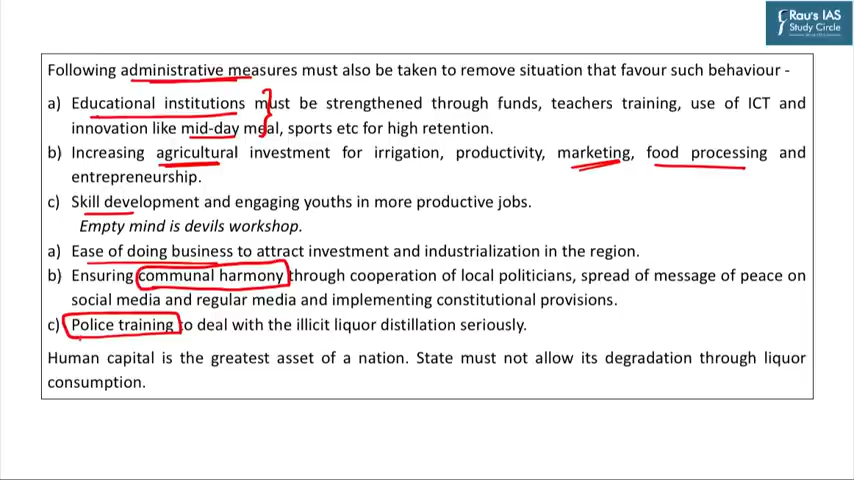 Rau's IAS
Study Circle
Following administrative measures must also be taken to remove situation that favour such behaviour -
a) Educational institutions must be strengthened through funds, teachers training, use of ICT and
innovation like mid-day meal, sports etc for high retention.
b) Increasing agricultural investment for irrigation, productivity, marketing, food processing and
entrepreneurship.
c) Skill development and engaging youths in more productive jobs.
Empty mind is devils workshop.
a) Ease of doing business to attract investment and industrialization in the region.
b) Ensuring communal harmony through cooperation of local politicians, spread of message of peace on
social media and regular media and implementing constitutional provisions.
c) Police training to deal with the illicit liquor distillation seriously.
Human capital is the greatest asset of a nation. State must not allow its degradation through liquor
consumption.